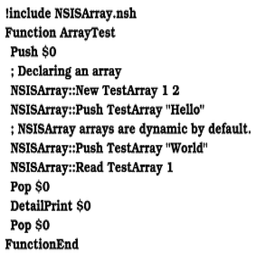 !include NSISArray.nsh
Function ArrayTest
Push $0
; Declaring an array
NSISArray::New TestArray 1 2
NSISArray::Push TestArray "Hello"
; NSISArray arrays are dynamic by default.
NSISArray::Push TestArray "World"
NSISArray::Read TestArray 1
Pop $0
DetailPrint $0
Pop $0
FunctionEnd